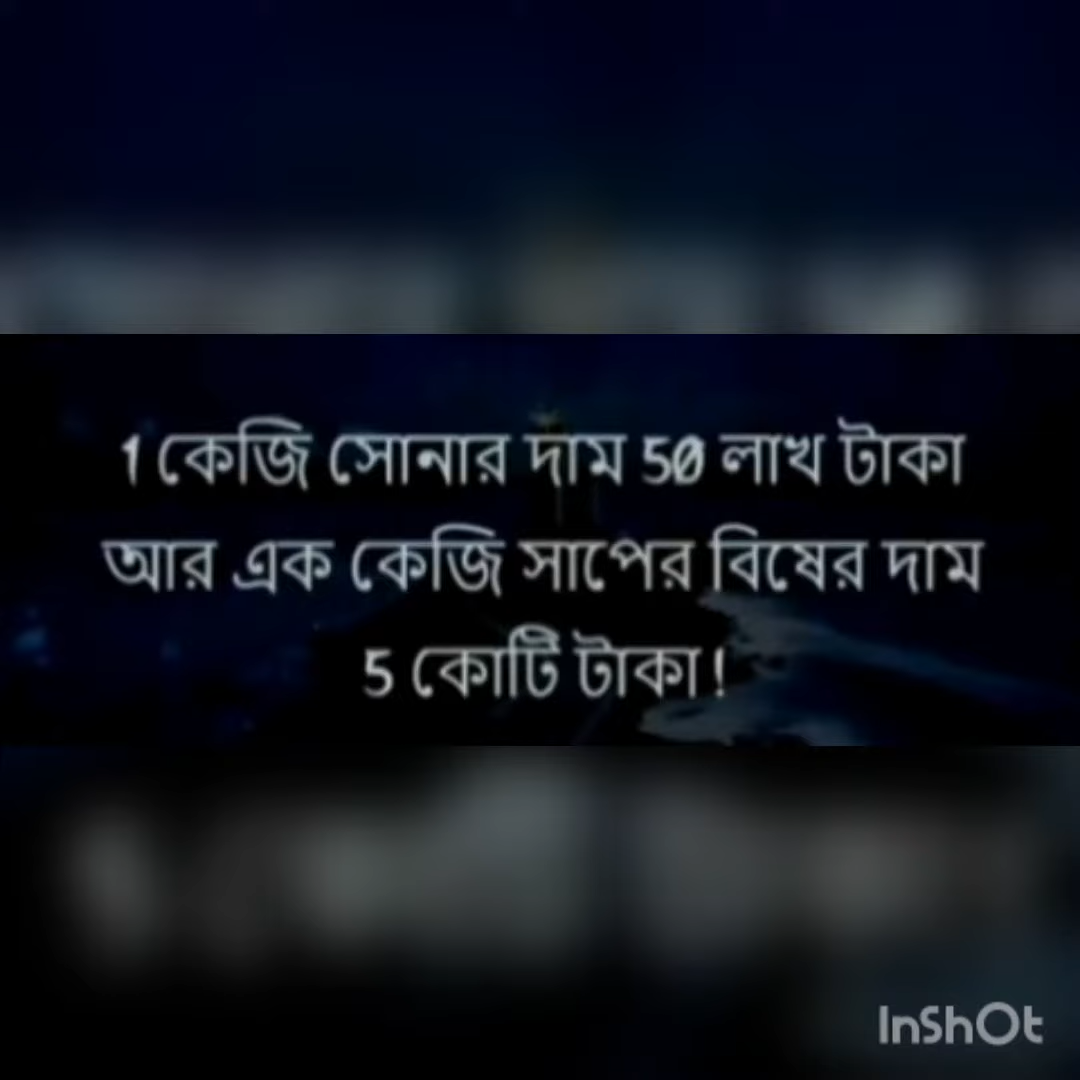 1 কেজি সোনার দাম 50 লাখ টাকা
আর এক কেজি সাপের বিষের দাম
5 কোটি টাকা!
InShOt